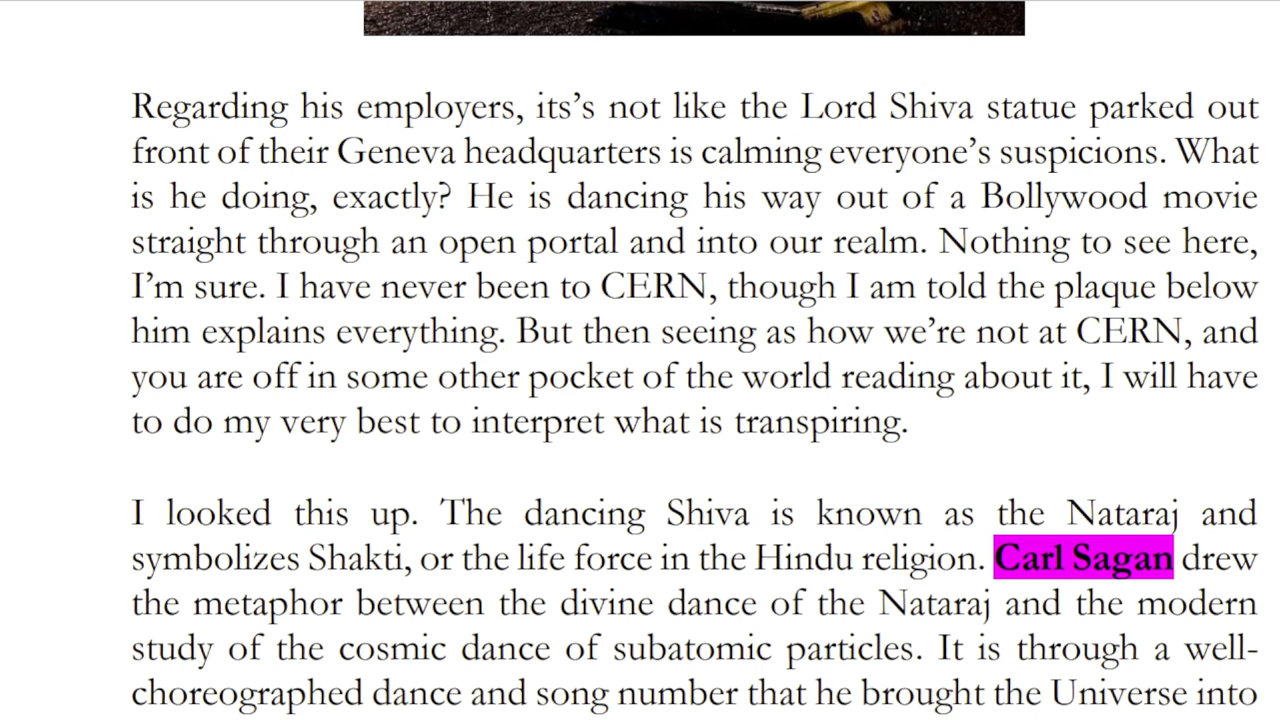 Regarding his employers, its’s not like the Lord Shiva statue parked out
front of their Geneva headquarters is calming everyone’s suspicions. What
is he doing, exactly? He is dancing his way out of a Bollywood movie
straight through an open portal and into our realm. Nothing to see here,
I’m sure. I have never been to CERN, though I am told the plaque below
him explains everything. But then seeing as how we’re not at CERN, and
you are off in some other pocket of the world reading about it, I will have
to do my very best to interpret what is transpiring.
I looked this up. The dancing Shiva is known as the Nataraj and
symbolizes Shakti, or the life force in the Hindu religion. Carl Sagan drew
the metaphor between the divine dance of the Nataraj and the modern
study of the cosmic dance of subatomic particles. It is through a well-
choreographed dance and song number that he brought the Universe into